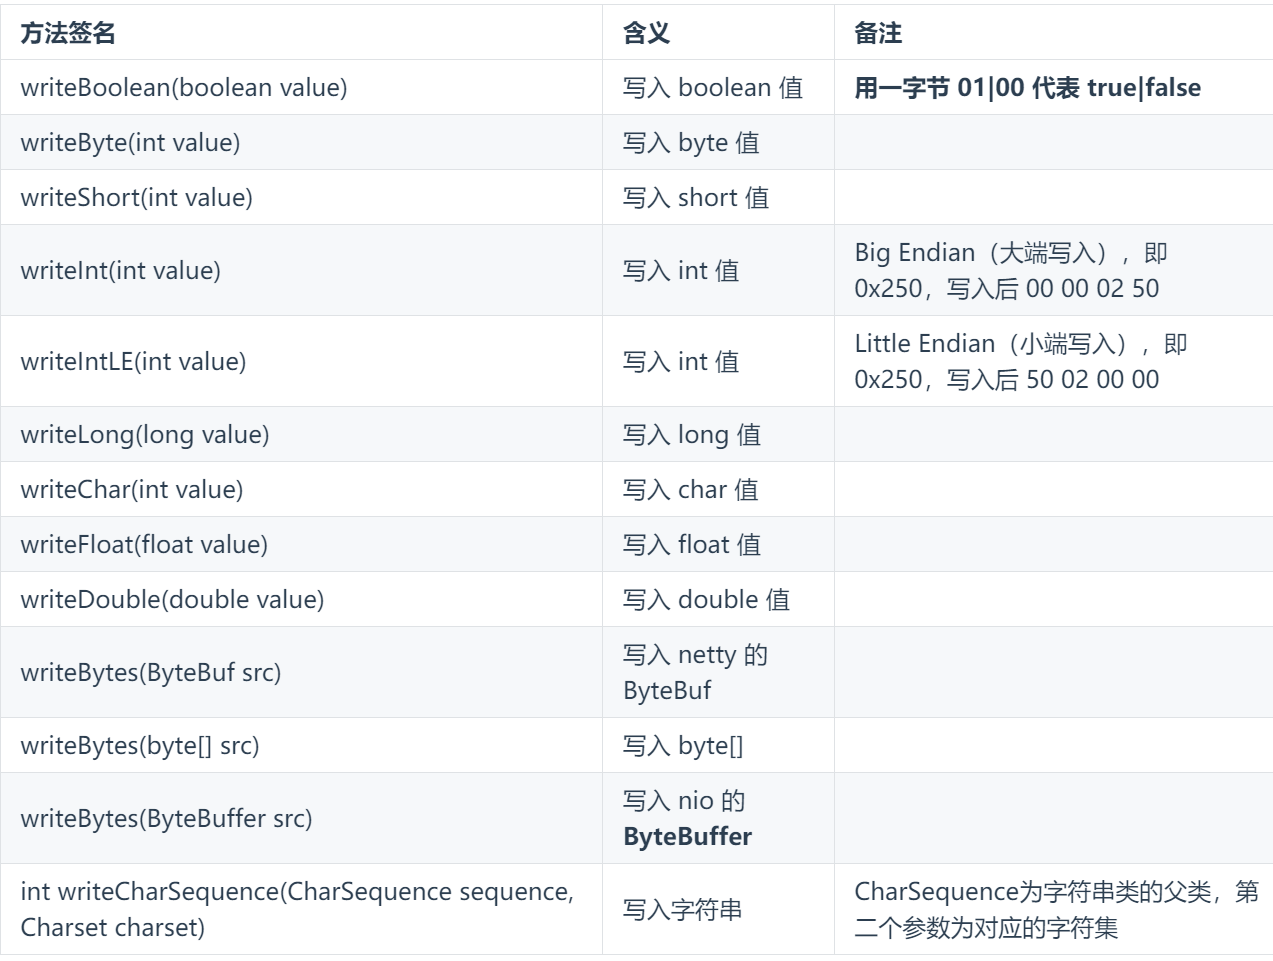 方法签名 含义 备注
writeBoolean(boolean value) 写入 boolean 值 用一字节 01|00 代表 true|false
writeByte(int value) 写入 byte 值
writeShort(int value) 写入 short 值
writeInt(int value) 写入 int 值 Big Endian（大端写入），即
0x250，写入后 00 00 02 50
writeIntLE(int value) 写入 int 值 Little Endian（小端写入），即
0x250，写入后 50 02 00 00
writeLong(long value) 写入 long 值
writeChar(int value) 写入 char 值
writeFloat(float value) 写入 float 值
writeDouble(double value) 写入 double 值
writeBytes(ByteBuf src) 写入 netty 的
ByteBuf
writeBytes(byte[] src) 写入 byte[]
writeBytes(ByteBuffer src) 写入 nio 的
ByteBuffer
int writeCharSequence(CharSequence sequence,
Charset charset) 写入字符串 CharSequence为字符串类的父类，第
二个参数为对应的字符集